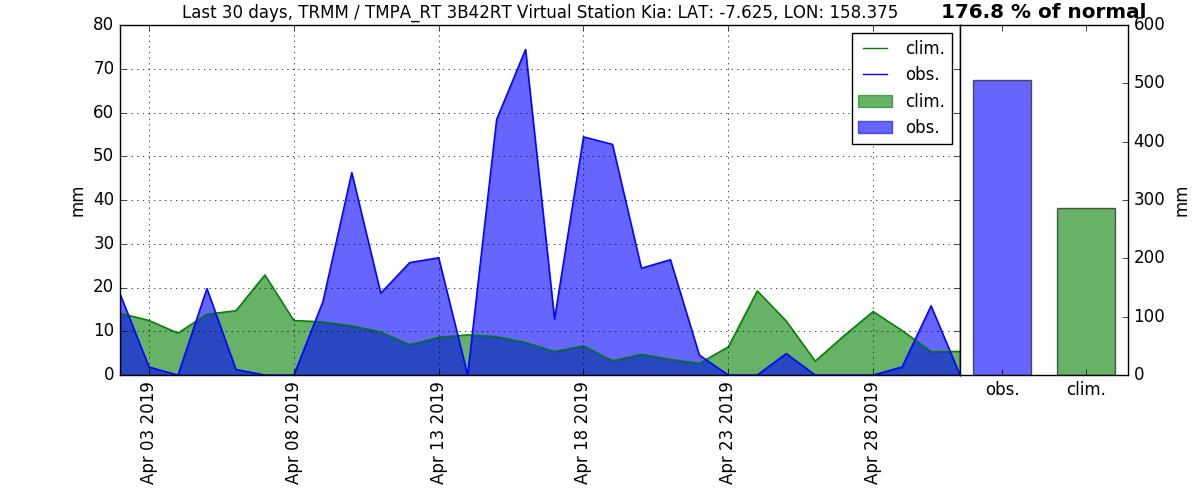 Last 30 days, TRMM / TMPA_RT 3B42RT Virtual Station Kia: LAT: -7.625, LON: 158.375
176.8 % of normal
80
70
60
50
40
30
20
10
0
mm
clim.
obs.
clim.
obs.
600
500
400
300
200
100
0
mm
obs.
clim.
Apr 03 2019
Apr 08 2019
Apr 13 2019
Apr 18 2019
Apr 23 2019
Apr 28 2019